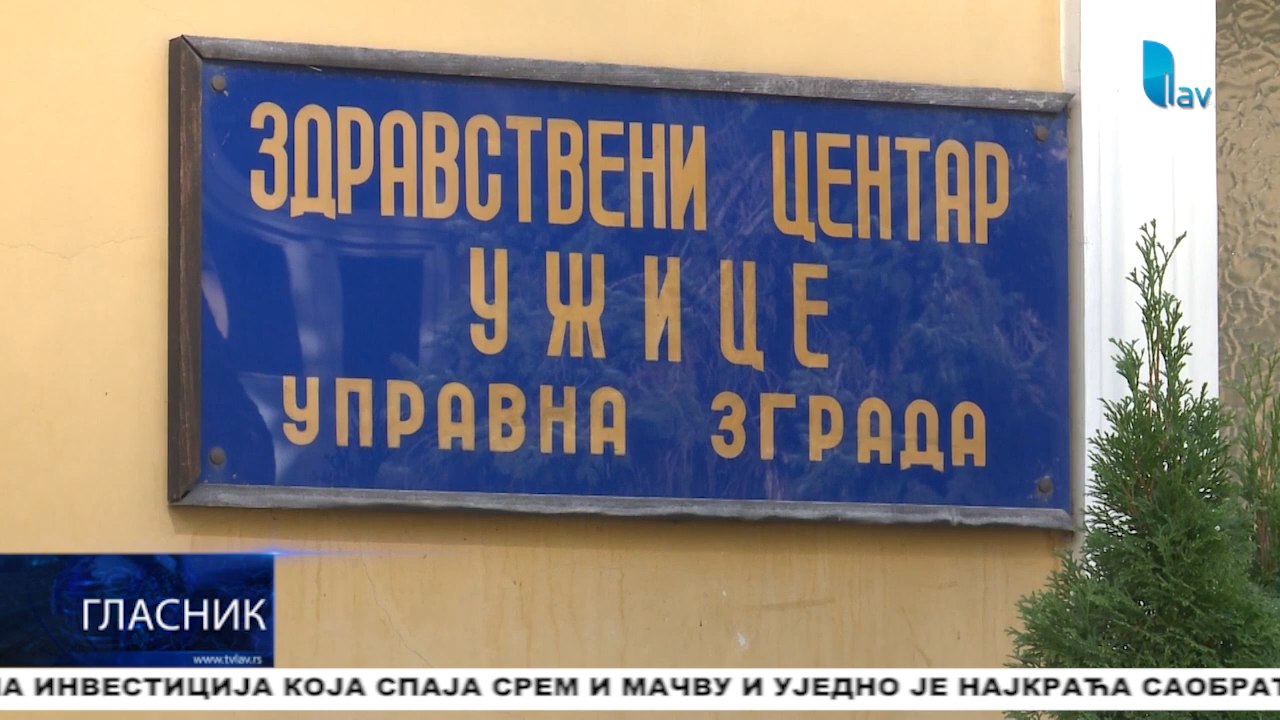 lav
ЗДРАВСТВЕНИ ЦЕНТАР
УЖИЦЕ
УПРАВНА ЗГРАДА
ГЛАСНИК
www.tvlav.rs
ИНВЕСТИЦИЈА КОЈА СПАЈА СРЕМ И МАЧВУ И УЈЕДНО ЈЕ НАЈКРАЋА